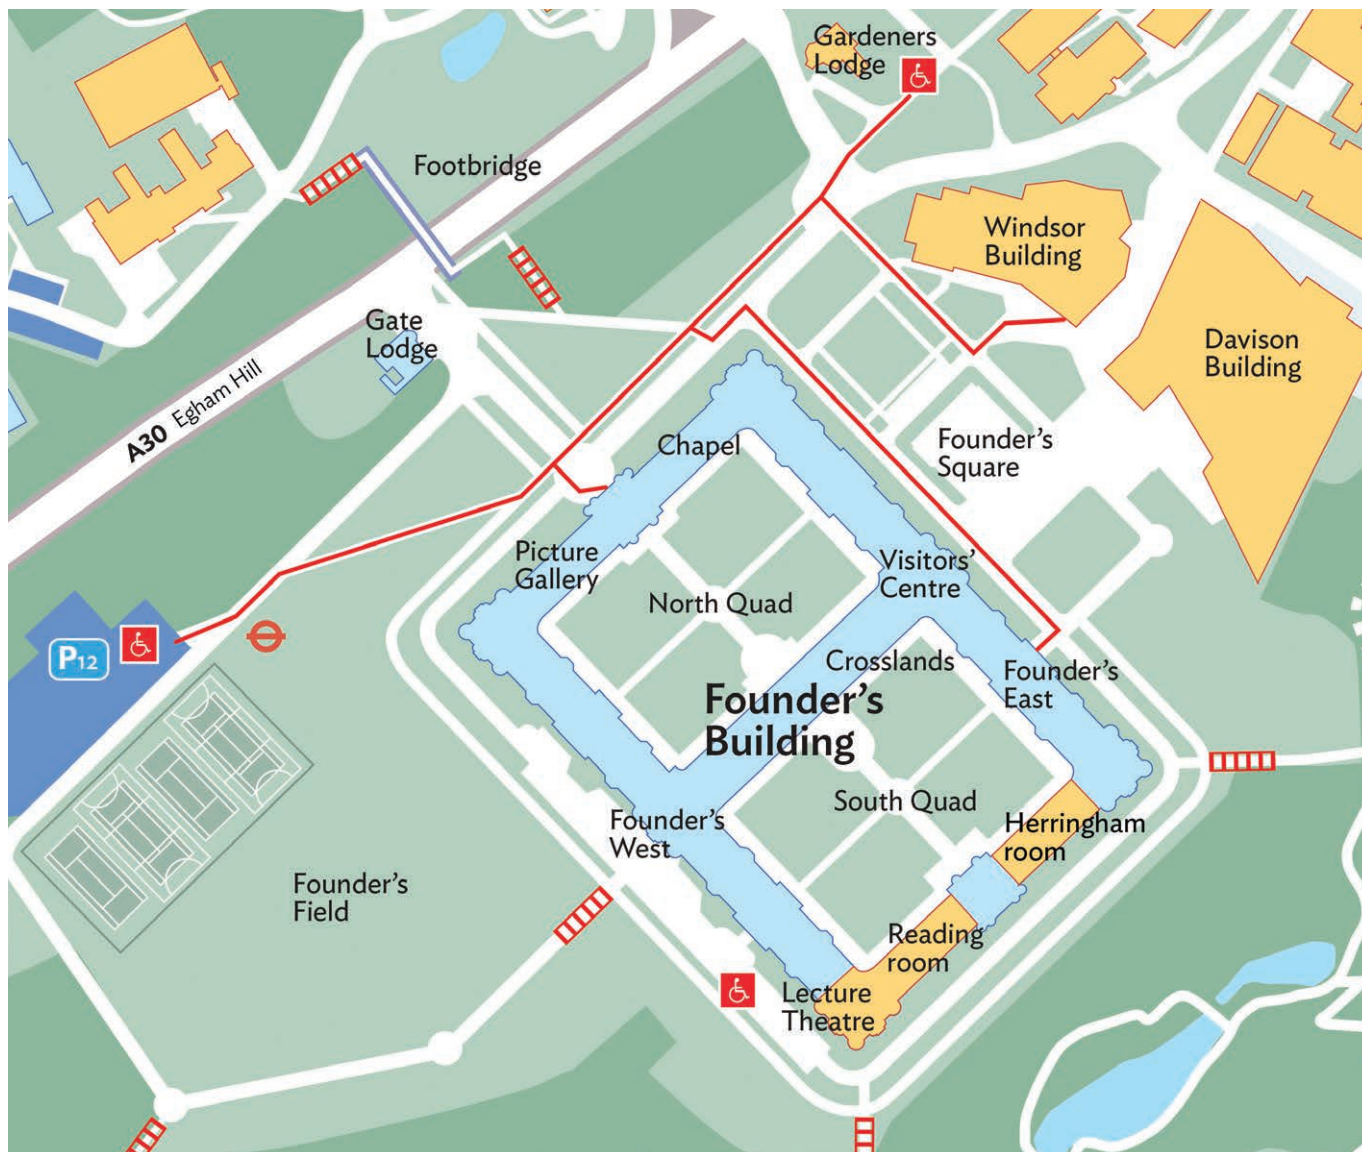 Gardeners
Lodge
Footbridge
Windsor
Building
Gate
Lodge
Davison
Building
A30 Egham Hill
Chapel
Founder's
Square
Picture
Gallery
Visitors'
Centre
North Quad
P12
Crosslands
Founder's
East
Founder's
Building
South Quad
Founder's
West
Herringham
room
Founder's
Field
Reading
room
Lecture
Theatre